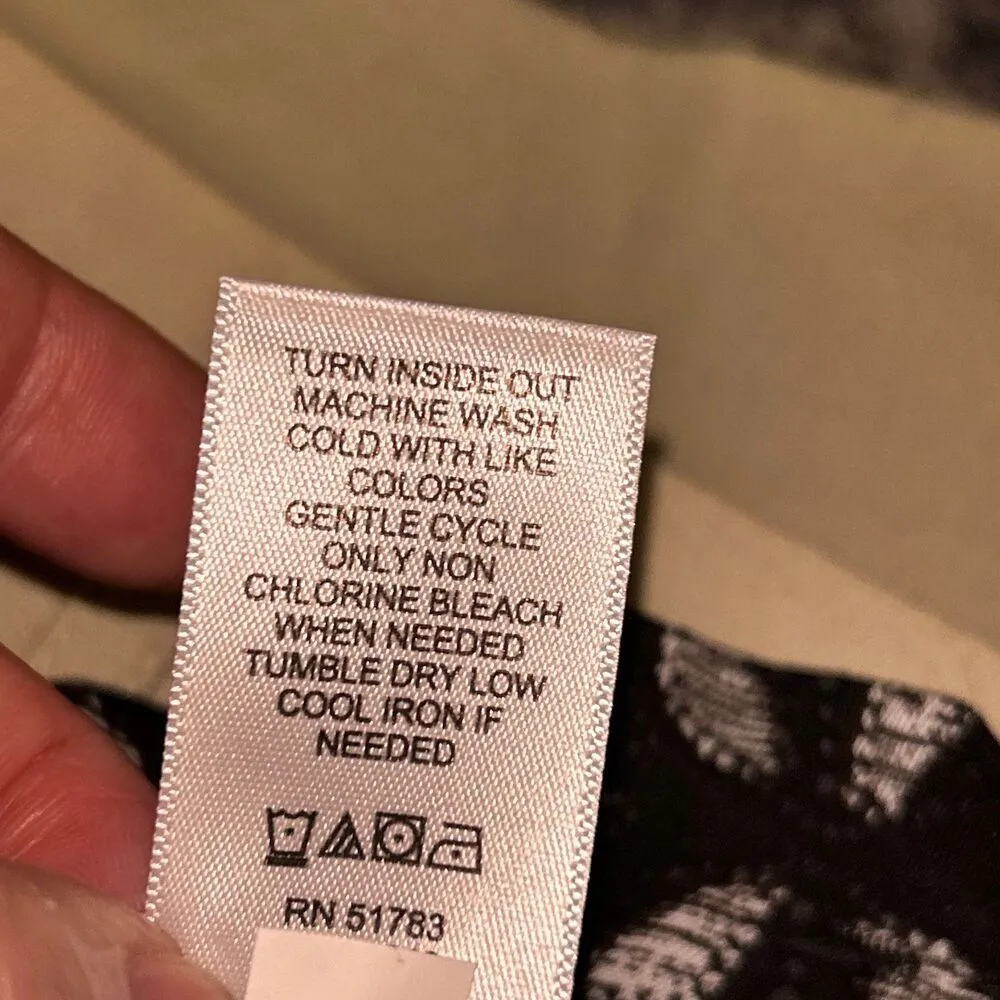 TURN INSIDE OUT
MACHINE WASH
COLD WITH LIKE
COLORS
GENTLE CYCLE
ONLY NON
CHLORINE BLEACH
WHEN NEEDED
TUMBLE DRY LOW
COOL IRON IF
NEEDED
RN 51783